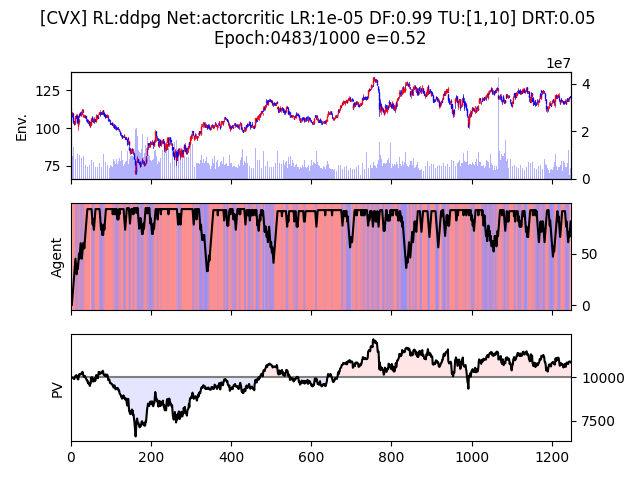 [CVX] RL:ddpg Net:actorcritic LR:1e-05 DF:0.99 TU:[1,10] DRT:0.05
Epoch:0483/1000 e=0.52
1e7
125
100
75
Env.
4
2
0
Agent
50
0
PV
10000
7500
0 200 400 600 800 1000 1200